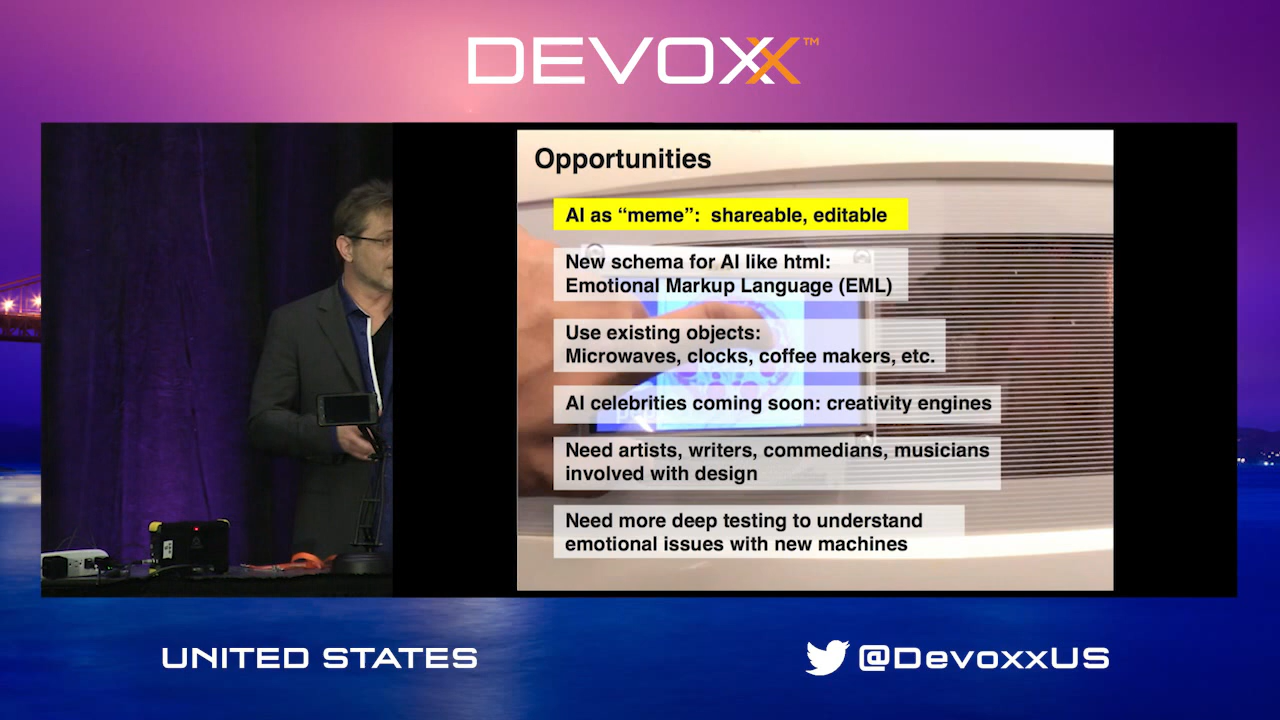 DEVOXX™
Opportunities
AI as “meme”: shareable, editable
New schema for AI like html:
Emotional Markup Language (EML)
Use existing objects:
Microwaves, clocks, coffee makers, etc.
AI celebrities coming soon: creativity engines
Need artists, writers, commedians, musicians
involved with design
Need more deep testing to understand
emotional issues with new machines
UNITED STATES
@DevoxxUS